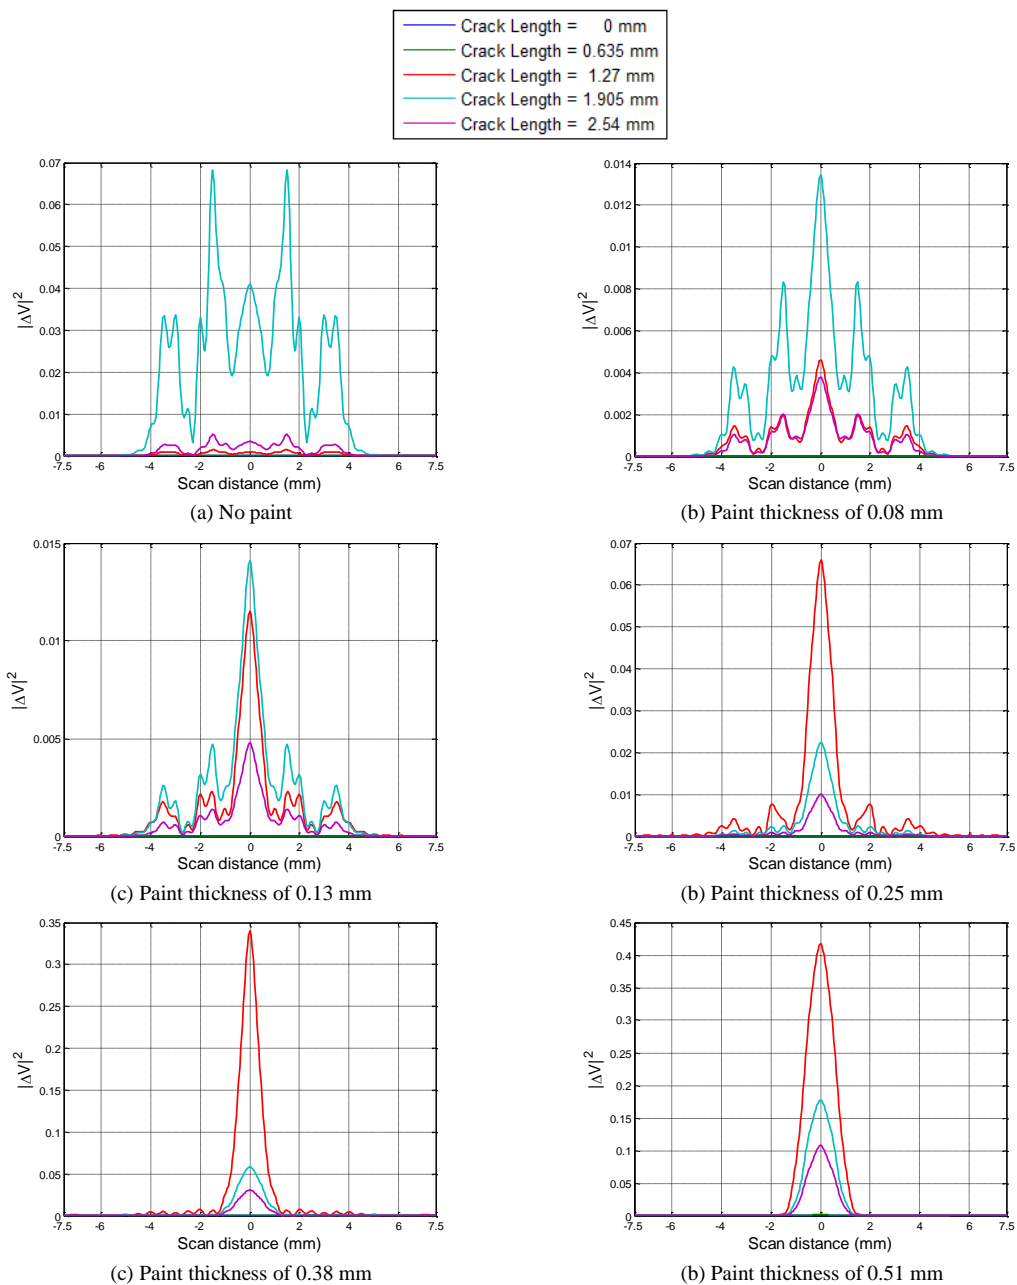 Crack Length = 0 mm
Crack Length = 0.635 mm
Crack Length = 1.27 mm
Crack Length = 1.905 mm
Crack Length = 2.54 mm
0.07
0.06
0.05
0.04
0.03
0.02
0.01
0
|ΔV|²
-7.5 -6 -4 -2 0 2 4 6 7.5
Scan distance (mm)
(a) No paint
0.014
0.012
0.01
0.008
0.006
0.004
0.002
0
|ΔV|²
-7.5 -6 -4 -2 0 2 4 6 7.5
Scan distance (mm)
(b) Paint thickness of 0.08 mm
0.015
0.01
0.005
0
|ΔV|²
-7.5 -6 -4 -2 0 2 4 6 7.5
Scan distance (mm)
(c) Paint thickness of 0.13 mm
0.07
0.06
0.05
0.04
0.03
0.02
0.01
0
|ΔV|²
-7.5 -6 -4 -2 0 2 4 6 7.5
Scan distance (mm)
(b) Paint thickness of 0.25 mm
0.35
0.3
0.25
0.2
0.15
0.1
0.05
0
|ΔV|²
-7.5 -6 -4 -2 0 2 4 6 7.5
Scan distance (mm)
(c) Paint thickness of 0.38 mm
0.45
0.4
0.35
0.3
0.25
0.2
0.15
0.1
0.05
0
|ΔV|²
-7.5 -6 -4 -2 0 2 4 6 7.5
Scan distance (mm)
(b) Paint thickness of 0.51 mm